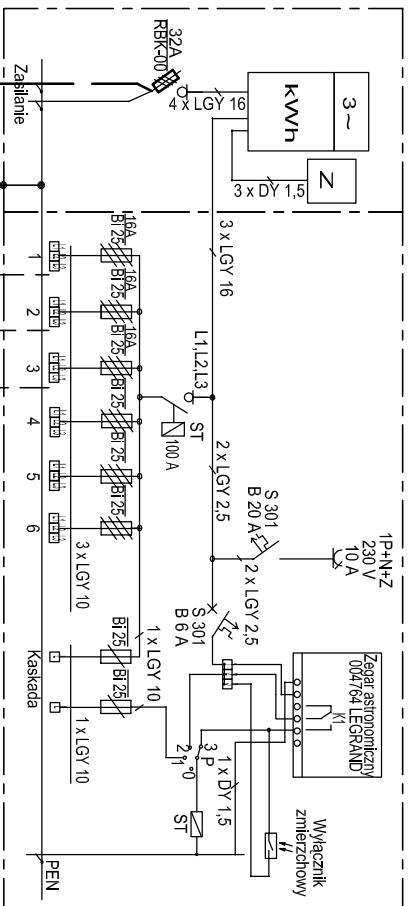 Zasilanie
32A
RBK-00
4 x LGY 16
3 ~
kWh
Z
3 x DY 1,5
3 x LGY 16
L1,L2,L3
ST
100 A
2 x LGY 2,5
S 301
B 20 A
1P+N+Z
230 V
10 A
2 x LGY 2,5
S 301
B 6 A
Zegar astronomiczny
004764 LEGRAND
K1
Wyłącznik
zmierzchowy
16A
Bi 25
16A
Bi 25
16A
Bi 25
Bi 25
Bi 25
Bi 25
1
2
3
4
5
6
3 x LGY 10
Bi 25
Bi 25
1 x LGY 10
Kaskada
1 x LGY 10
3 P
2
1
0
1 x DY 1,5
ST
PEN